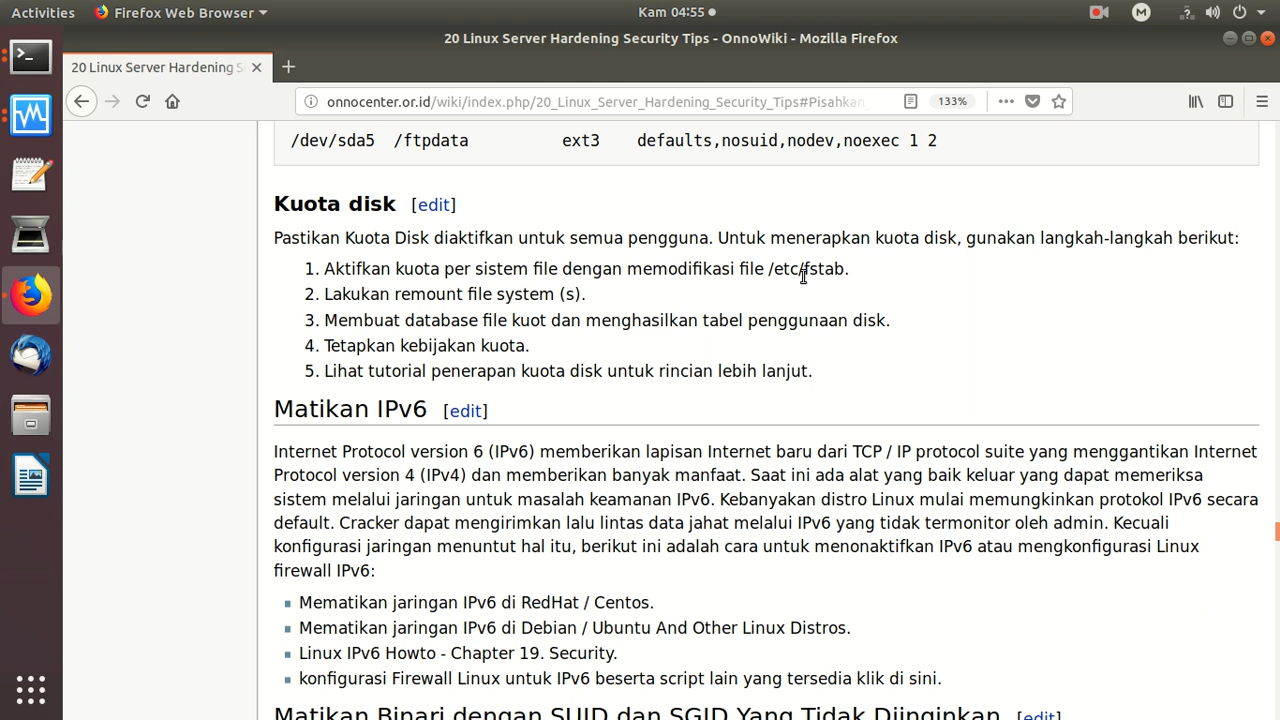 Activities Firefox Web Browser Kam 04:55
20 Linux Server Hardening Security Tips - OnnoWiki - Mozilla Firefox
20 Linux Server Hardening S
onnocenter.or.id/wiki/index.php/20_Linux_Server_Hardening_Security_Tips#Pisahkan 133%
/dev/sda5 /ftpdata ext3 defaults,nosuid,nodev,noexec 1 2
Kuota disk [edit]
Pastikan Kuota Disk diaktifkan untuk semua pengguna. Untuk menerapkan kuota disk, gunakan langkah-langkah berikut:
1. Aktifkan kuota per sistem file dengan memodifikasi file /etc/fstab.
2. Lakukan remount file system (s).
3. Membuat database file kuot dan menghasilkan tabel penggunaan disk.
4. Tetapkan kebijakan kuota.
5. Lihat tutorial penerapan kuota disk untuk rincian lebih lanjut.
Matikan IPv6 [edit]
Internet Protocol version 6 (IPv6) memberikan lapisan Internet baru dari TCP / IP protocol suite yang menggantikan Internet
Protocol version 4 (IPv4) dan memberikan banyak manfaat. Saat ini ada alat yang baik keluar yang dapat memeriksa
sistem melalui jaringan untuk masalah keamanan IPv6. Kebanyakan distro Linux mulai memungkinkan protokol IPv6 secara
default. Cracker dapat mengirimkan lalu lintas data jahat melalui IPv6 yang tidak termonitor oleh admin. Kecuali
konfigurasi jaringan menuntut hal itu, berikut ini adalah cara untuk menonaktifkan IPv6 atau mengkonfigurasi Linux
firewall IPv6:
Mematikan jaringan IPv6 di RedHat / Centos.
Mematikan jaringan IPv6 di Debian / Ubuntu And Other Linux Distros.
Linux IPv6 Howto - Chapter 19. Security.
konfigurasi Firewall Linux untuk IPv6 beserta script lain yang tersedia klik di sini.
Matikan Binari dengan SUID dan SGID Yang Tidak Diinginkan [edit]